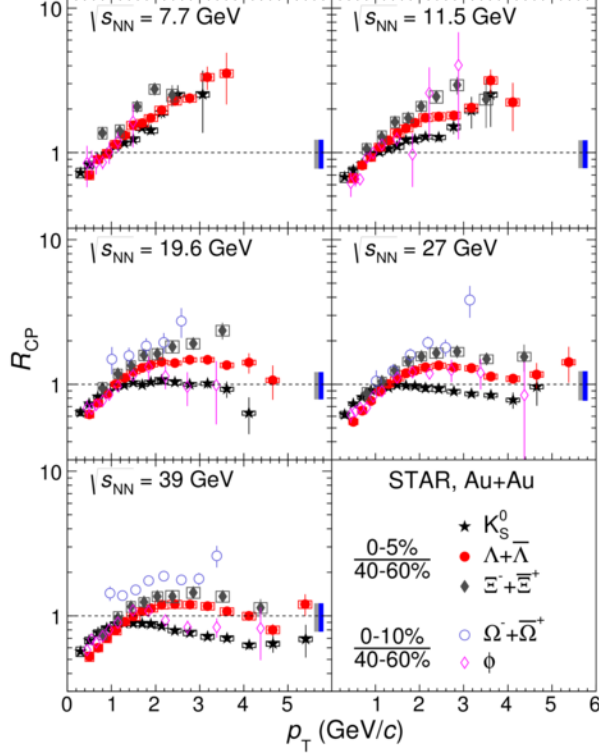 √s_NN = 7.7 GeV
√s_NN = 11.5 GeV
10
1
√s_NN = 19.6 GeV
√s_NN = 27 GeV
R_CP
10
1
√s_NN = 39 GeV
STAR, Au+Au
10
1
0-5%
40-60%
K⁰_S
Λ+Λ̅
Ξ⁻+Ξ̅⁺
0-10%
40-60%
Ω⁻+Ω̅⁺
ϕ
0 1 2 3 4 5 0 1 2 3 4 5 6
p_T (GeV/c)